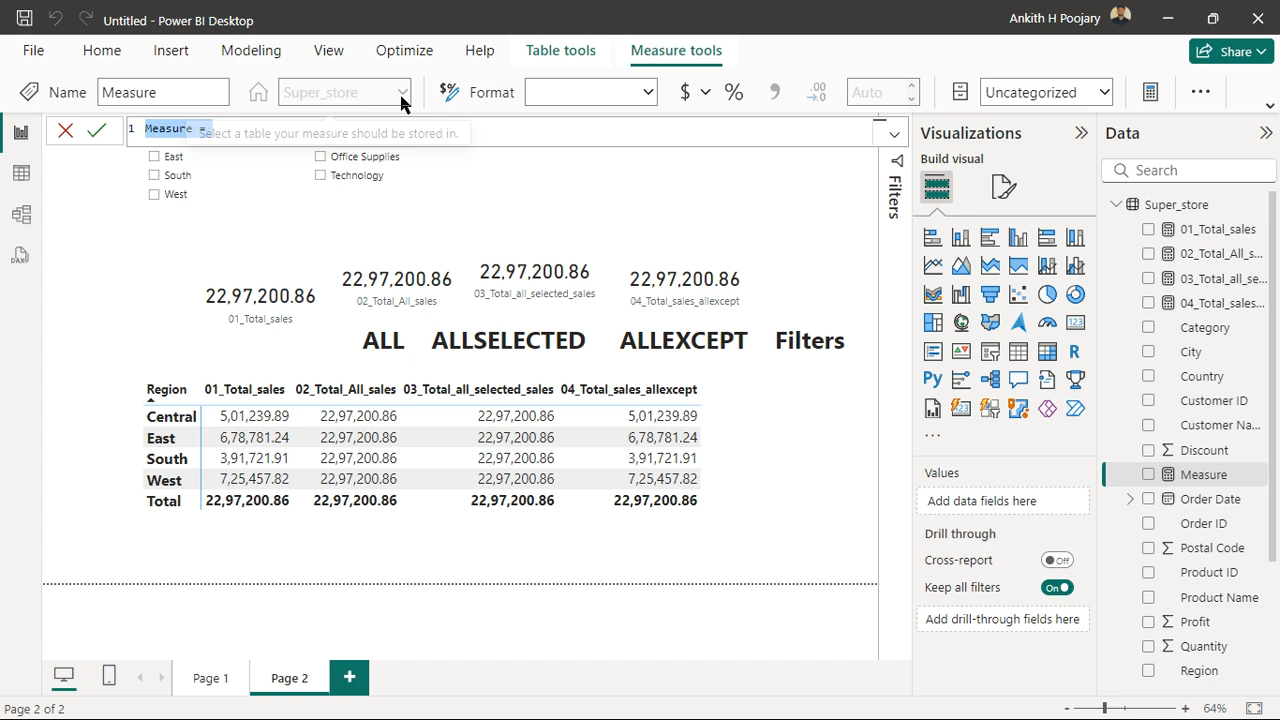 Untitled - Power BI Desktop
Ankith H Poojary
File Home Insert Modeling View Optimize Help Table tools Measure tools
Share
Name Measure
Super_store
Format
$ % 9 .00
Auto
Uncategorized
1 Measure =
Select a table your measure should be stored in.
East
South
West
Office Supplies
Technology
Filters
22,97,200.86
01_Total_sales
22,97,200.86
02_Total_All_sales
22,97,200.86
03_Total_all_selected_sales
22,97,200.86
04_Total_sales_allexcept
ALL ALLSELECTED ALLEXCEPT Filters
Region 01_Total_sales 02_Total_All_sales 03_Total_all_selected_sales 04_Total_sales_allexcept
Central 5,01,239.89 22,97,200.86 22,97,200.86 5,01,239.89
East 6,78,781.24 22,97,200.86 22,97,200.86 6,78,781.24
South 3,91,721.91 22,97,200.86 22,97,200.86 3,91,721.91
West 7,25,457.82 22,97,200.86 22,97,200.86 7,25,457.82
Total 22,97,200.86 22,97,200.86 22,97,200.86 22,97,200.86
Visualizations
Build visual
R
Py
123
Values
Add data fields here
Drill through
Cross-report Off
Keep all filters On
Add drill-through fields here
Data
Search
Super_store
01_Total_sales
02_Total_All_s...
03_Total_all_se...
04_Total_sales...
Category
City
Country
Customer ID
Customer Na...
Discount
Measure
Order Date
Order ID
Postal Code
Product ID
Product Name
Profit
Quantity
Region
Page 1
Page 2
Page 2 of 2
- + 64%